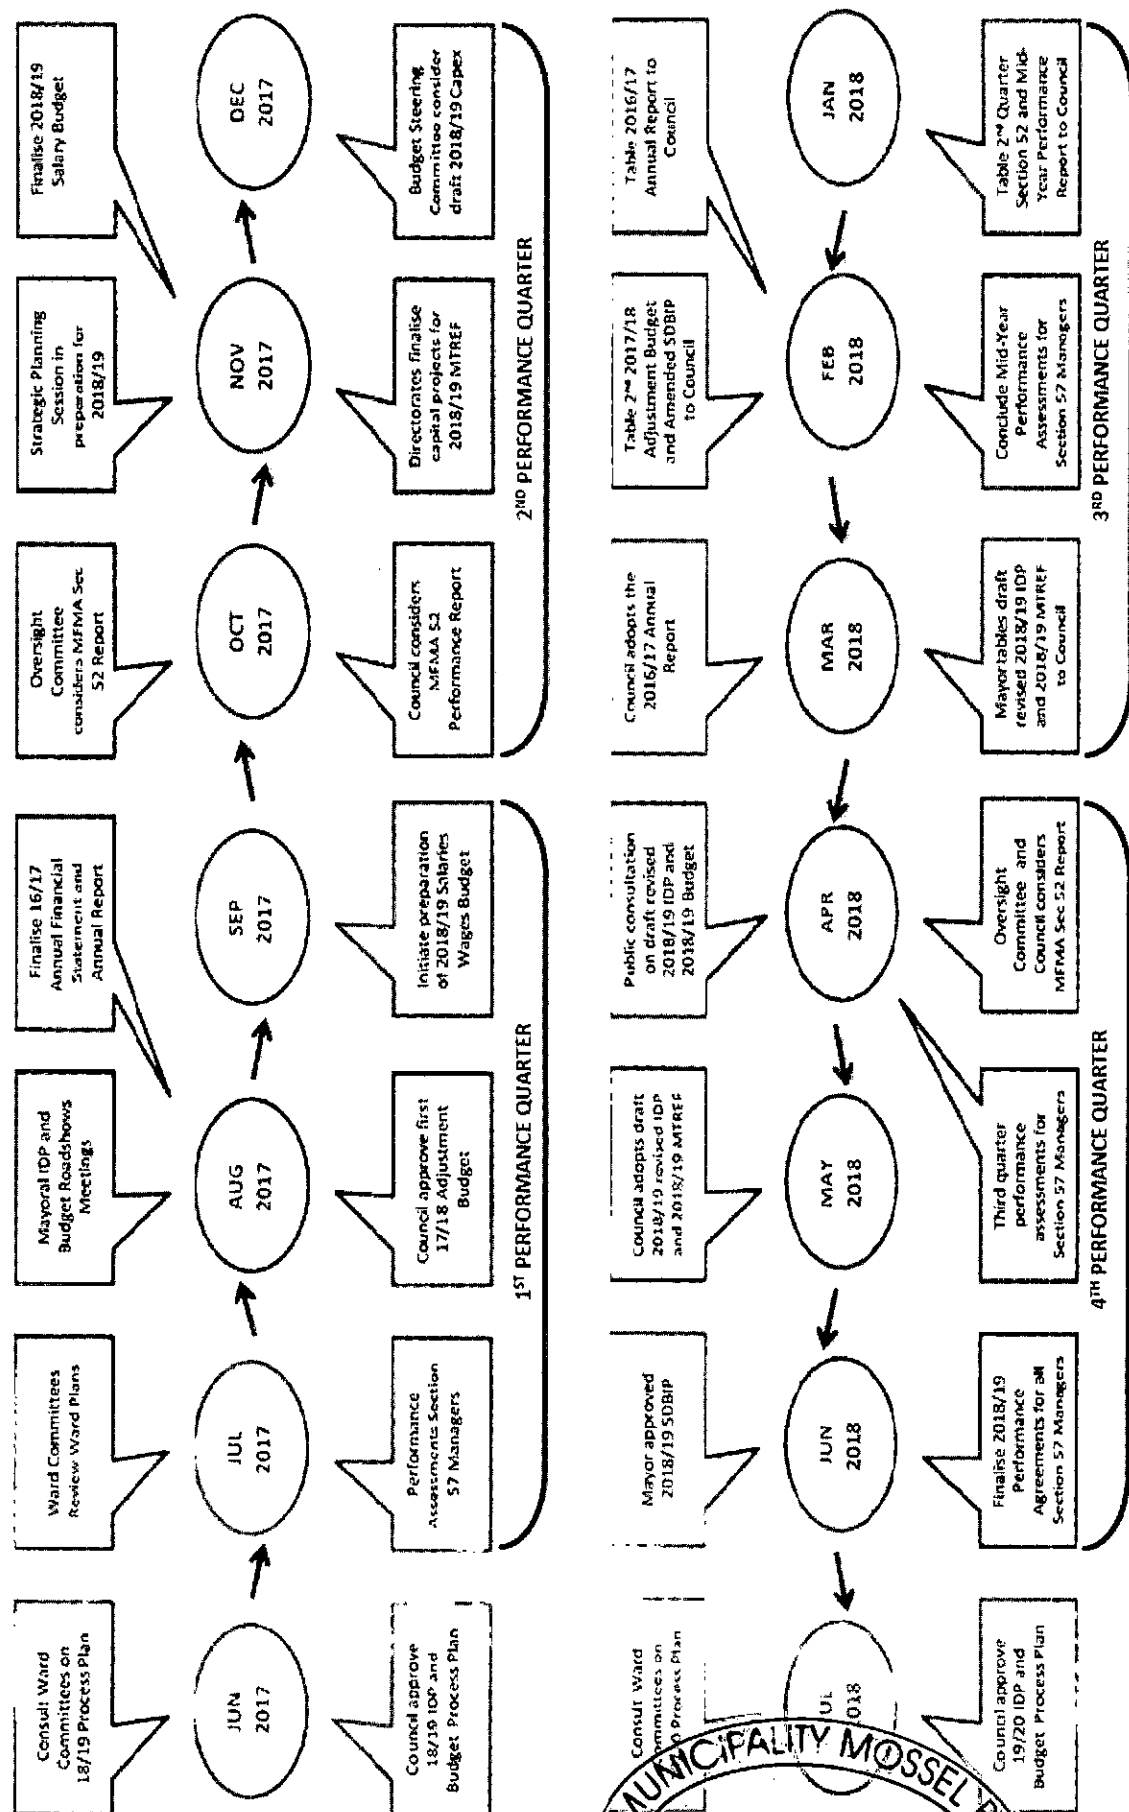 Consult Ward
Committees on
18/19 Process Plan
Ward Committees
Review Ward Plans
Mayoral IDP and
Budget Roadshows
Meetings
Finalise 16/17
Annual Financial
Statement and
Annual Report
Oversight
Committee
considers MFMA Sec
52 Report
Strategic Planning
Session in
preparation for
2018/19
Finalise 2018/19
Salary Budget
JUN
2017
JUL
2017
AUG
2017
SEP
2017
OCT
2017
NOV
2017
DEC
2017
Council approve
18/19 IDP and
Budget Process Plan
Performance
Assessments Section
57 Managers
Council approve first
17/18 Adjustment
Budget
Initiate preparation
of 2018/19 Salaries
Wages Budget
Council considers
MFMA 52
Performance Report
Directorates finalise
capital projects for
2018/19 MTREF
Budget Steering
Committee consider
draft 2018/19 Capex
1ST PERFORMANCE QUARTER
2ND PERFORMANCE QUARTER
Consult Ward
ommittees on
Process Plan
Mayor approved
2018/19 SDBIP
Council adopts draft
2018/19 revised IDP
and 2018/19 MTREF
Public consultation
on draft revised
2018/19 IDP and
2018/19 Budget
Council adopts the
2016/17 Annual
Report
Table 2nd 2017/18
Adjustment Budget
and Amended SDBIP
to Council
Table 2016/17
Annual Report to
Council
UL
2018
JUN
2018
MAY
2018
APR
2018
MAR
2018
FEB
2018
JAN
2018
Council approve
19/20 IDP and
Budget Process Plan
Finalise 2018/19
Performance
Agreements for all
Section 57 Managers
Third quarter
performance
assessments for
Section 57 Managers
Oversight
Committee and
Council considers
MFMA Sec 52 Report
Mayor tables draft
revised 2018/19 IDP
and 2018/19 MTREF
to Council
Conclude Mid-Year
Performance
Assessments for
Section 57 Managers
Table 2nd Quarter
Section 52 and Mid-
Year Performance
Report to Council
4TH PERFORMANCE QUARTER
3RD PERFORMANCE QUARTER
MUNICIPALITY MOSSEL